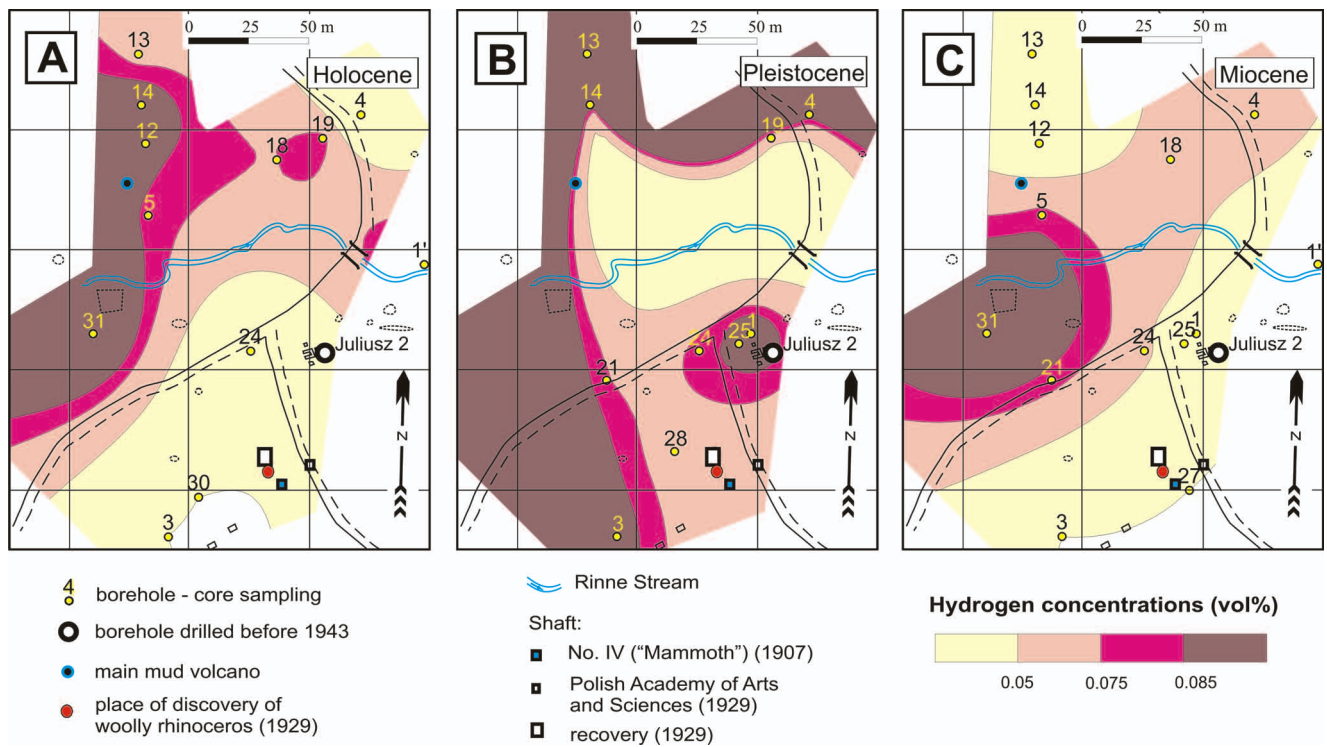 A
0 25 50 m
Holocene
13
14
12
4
19
18
5
1'
31
24
Juliusz 2
30
3
N
B
0 25 50 m
Pleistocene
13
14
4
19
1
25
24
Juliusz 2
21
28
3
N
C
0 25 50 m
Miocene
13
14
12
4
18
5
1'
31
1
25
24
Juliusz 2
21
27
3
N
4 borehole - core sampling
borehole drilled before 1943
main mud volcano
place of discovery of
woolly rhinoceros (1929)
Rinne Stream
Shaft:
No. IV ("Mammoth") (1907)
Polish Academy of Arts
and Sciences (1929)
recovery (1929)
Hydrogen concentrations (vol%)
0.05 0.075 0.085